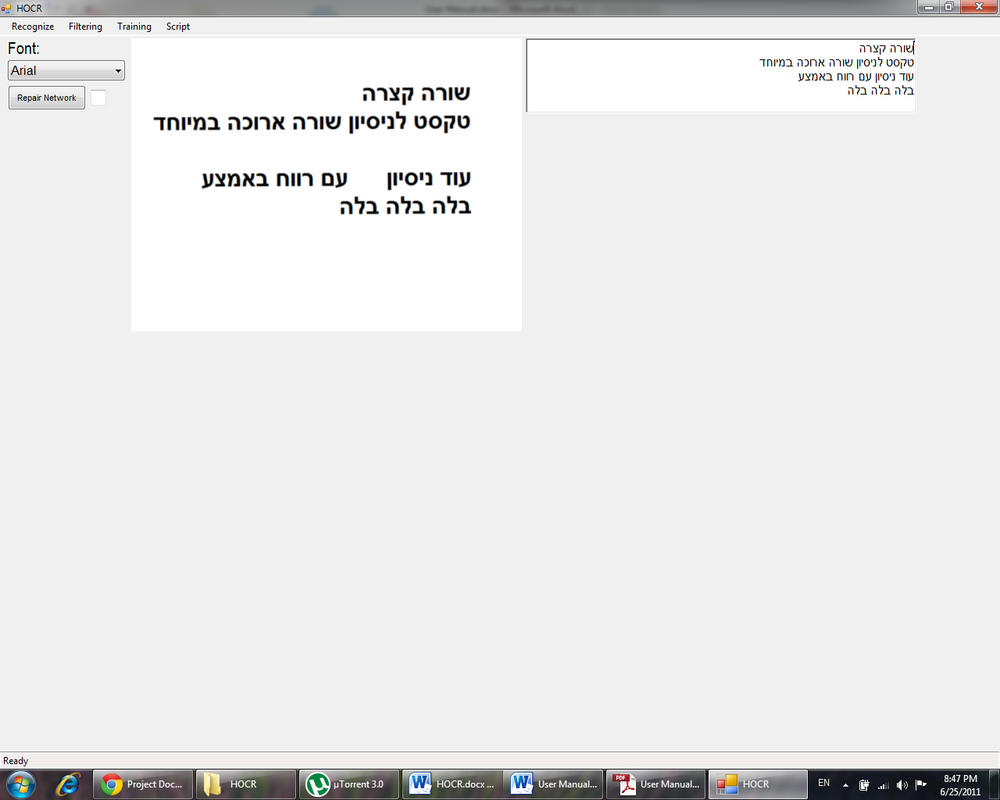 HOCR
Recognize Filtering Training Script
Font:
Arial
Repair Network
שורה קצרה
טקסט לניסיון שורה ארוכה במיוחד
עוד ניסיון עם רווח באמצע
בלה בלה בלה
שורה קצרה
טקסט לניסיון שורה ארוכה במיוחד
עוד ניסיון עם רווח באמצע
בלה בלה בלה
Ready
Project Doc...
HOCR
µTorrent 3.0
HOCR.docx ...
User Manual...
PDF
User Manual...
HOCR
EN
8:47 PM
6/25/2011